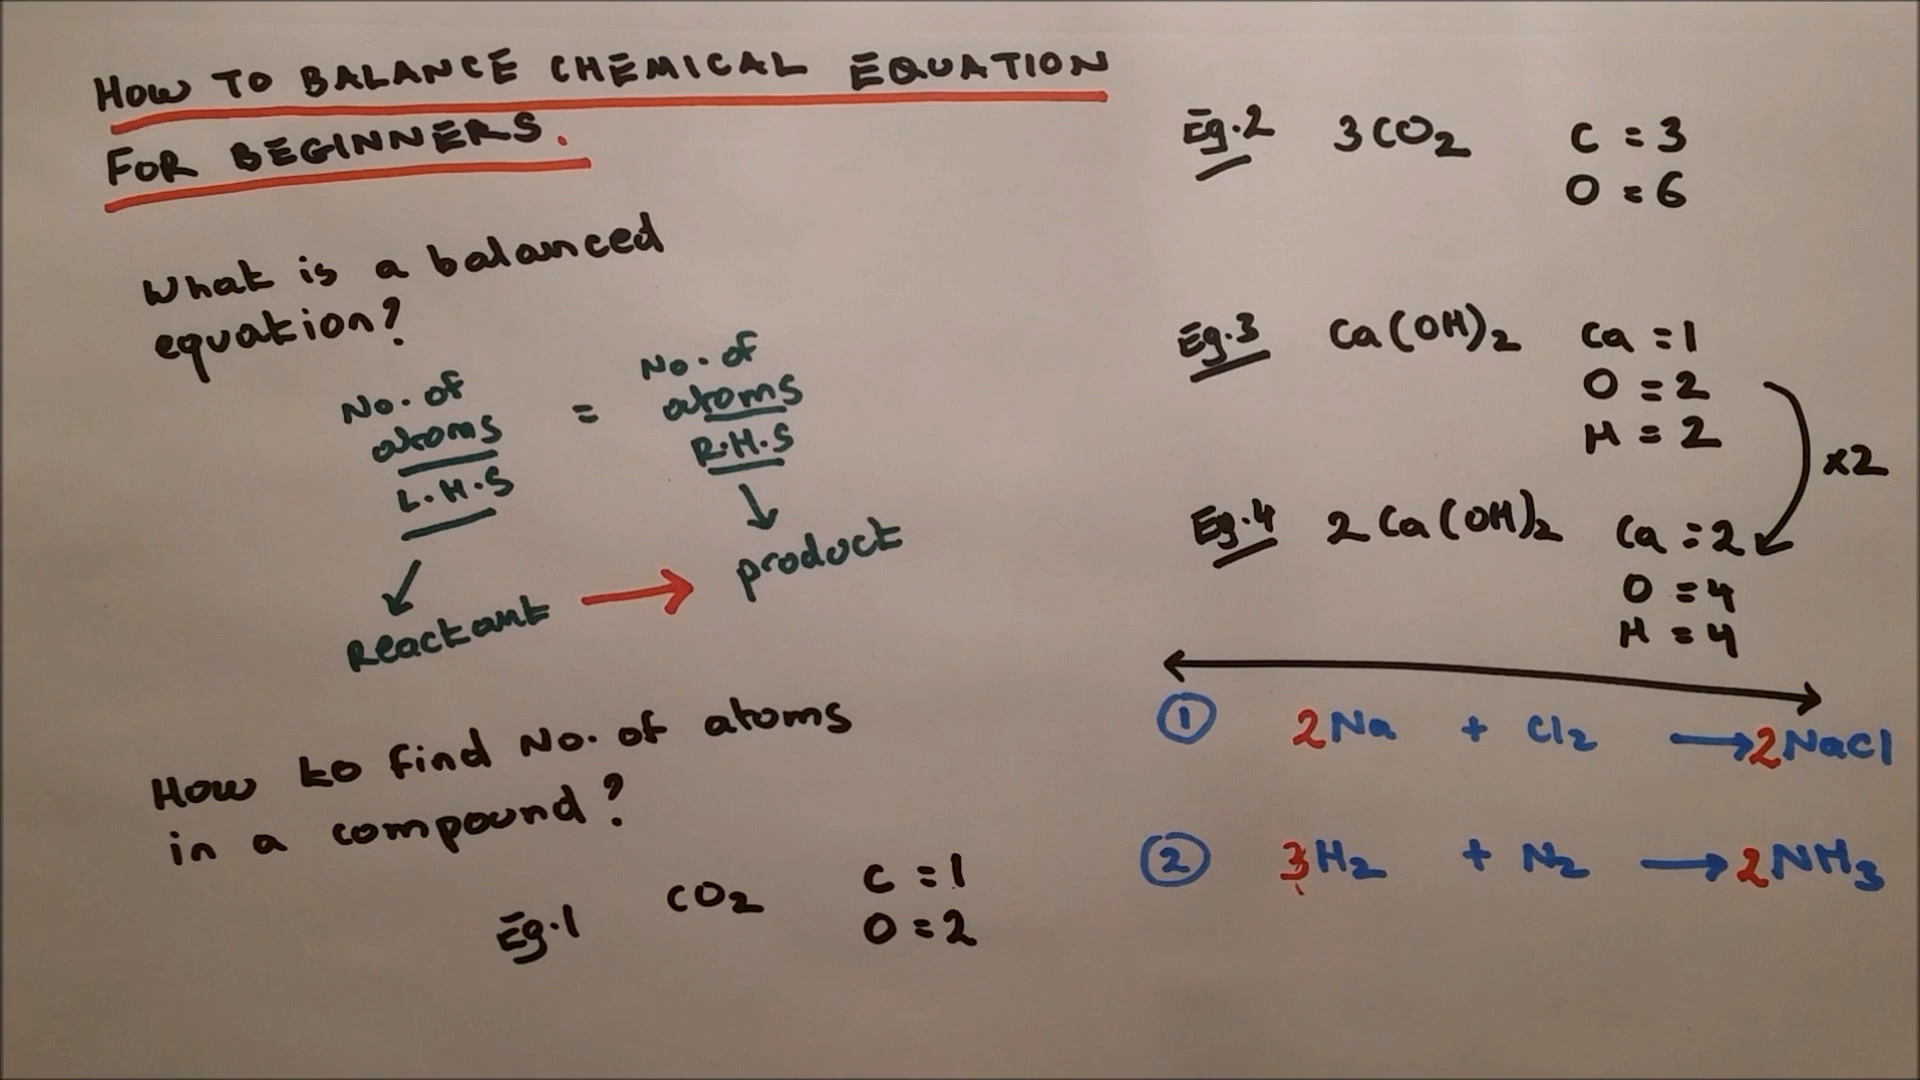 HOW TO BALANCE CHEMICAL EQUATION
FOR BEGINNERS.
What is a balanced
equation?
No. of
atoms
L.H.S
=
No. of
atoms
R.H.S
Reactant → product
How to find No. of atoms
in a compound?
Eg.1 CO2 C = 1
O = 2
Eg.2 3CO2 C = 3
O = 6
Eg.3 Ca(OH)2 Ca = 1
O = 2
H = 2
x2
Eg.4 2Ca(OH)2 Ca = 2
O = 4
H = 4
① 2Na + Cl2 → 2NaCl
② 3H2 + N2 → 2NH3